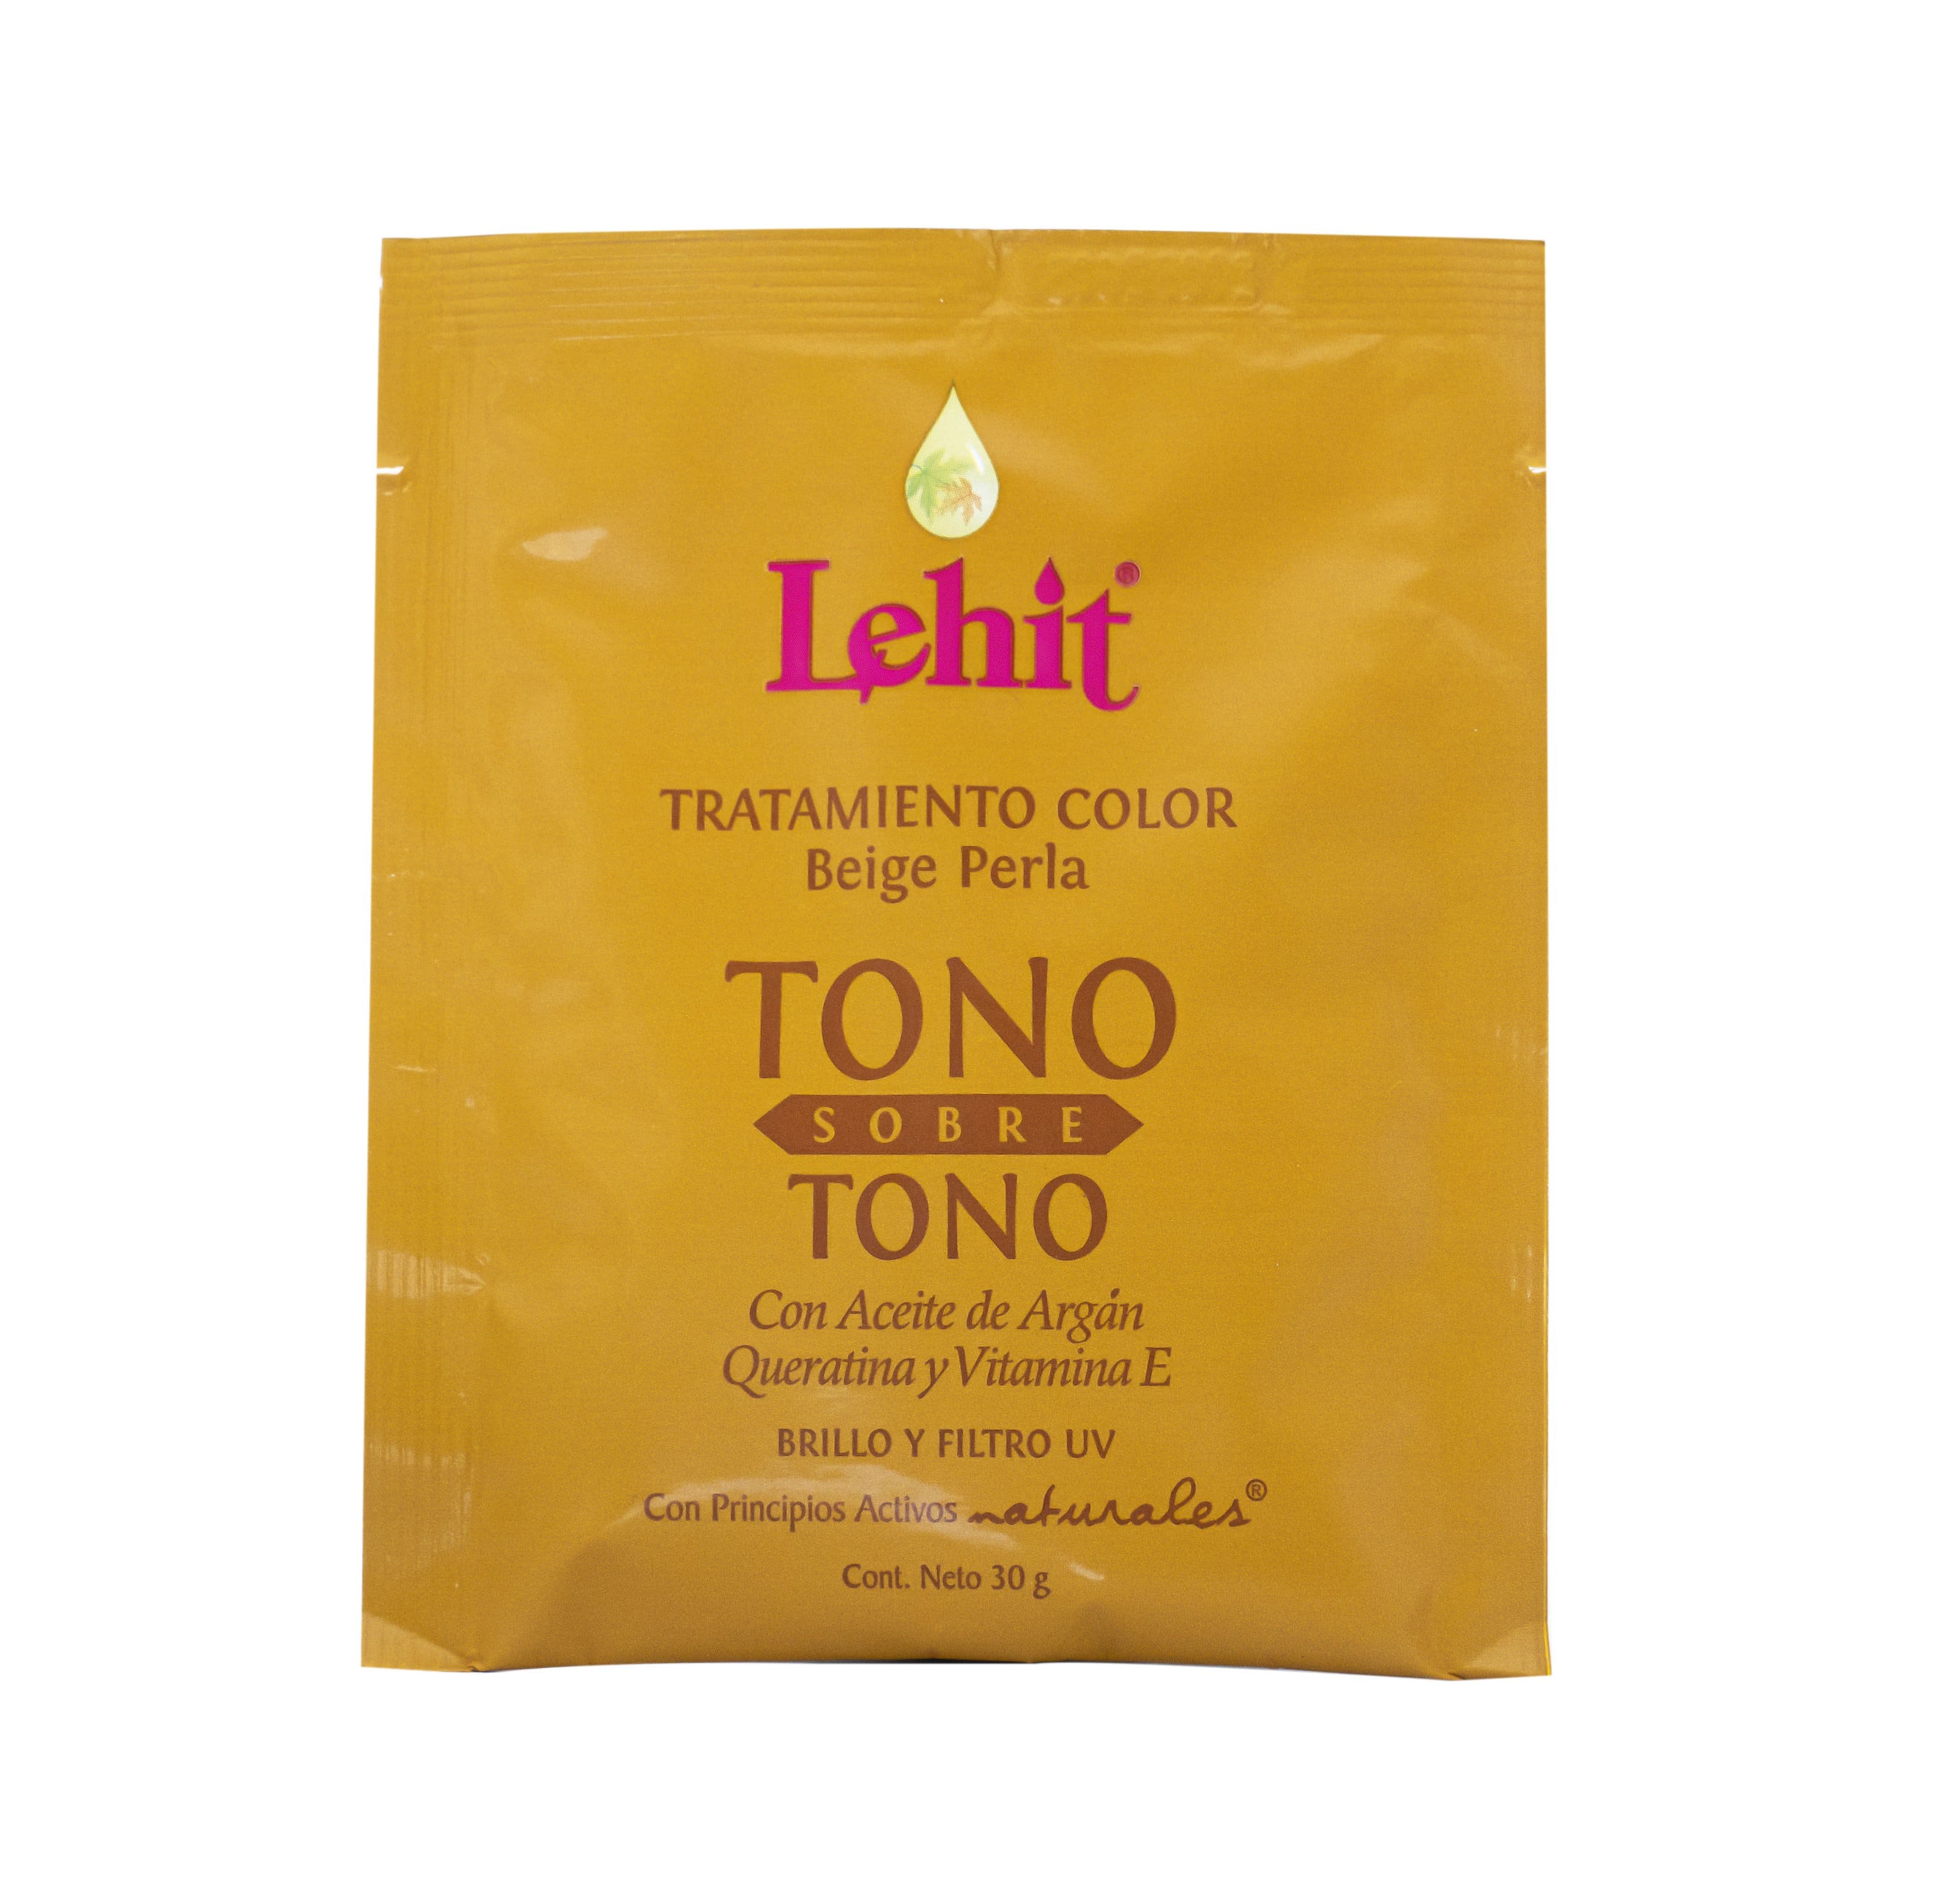 Lehit®
TRATAMIENTO COLOR
Beige Perla
TONO
SOBRE
TONO
Con Aceite de Argán
Queratina y Vitamina E
BRILLO Y FILTRO UV
Con Principios Activos naturales®
Cont. Neto 30 g